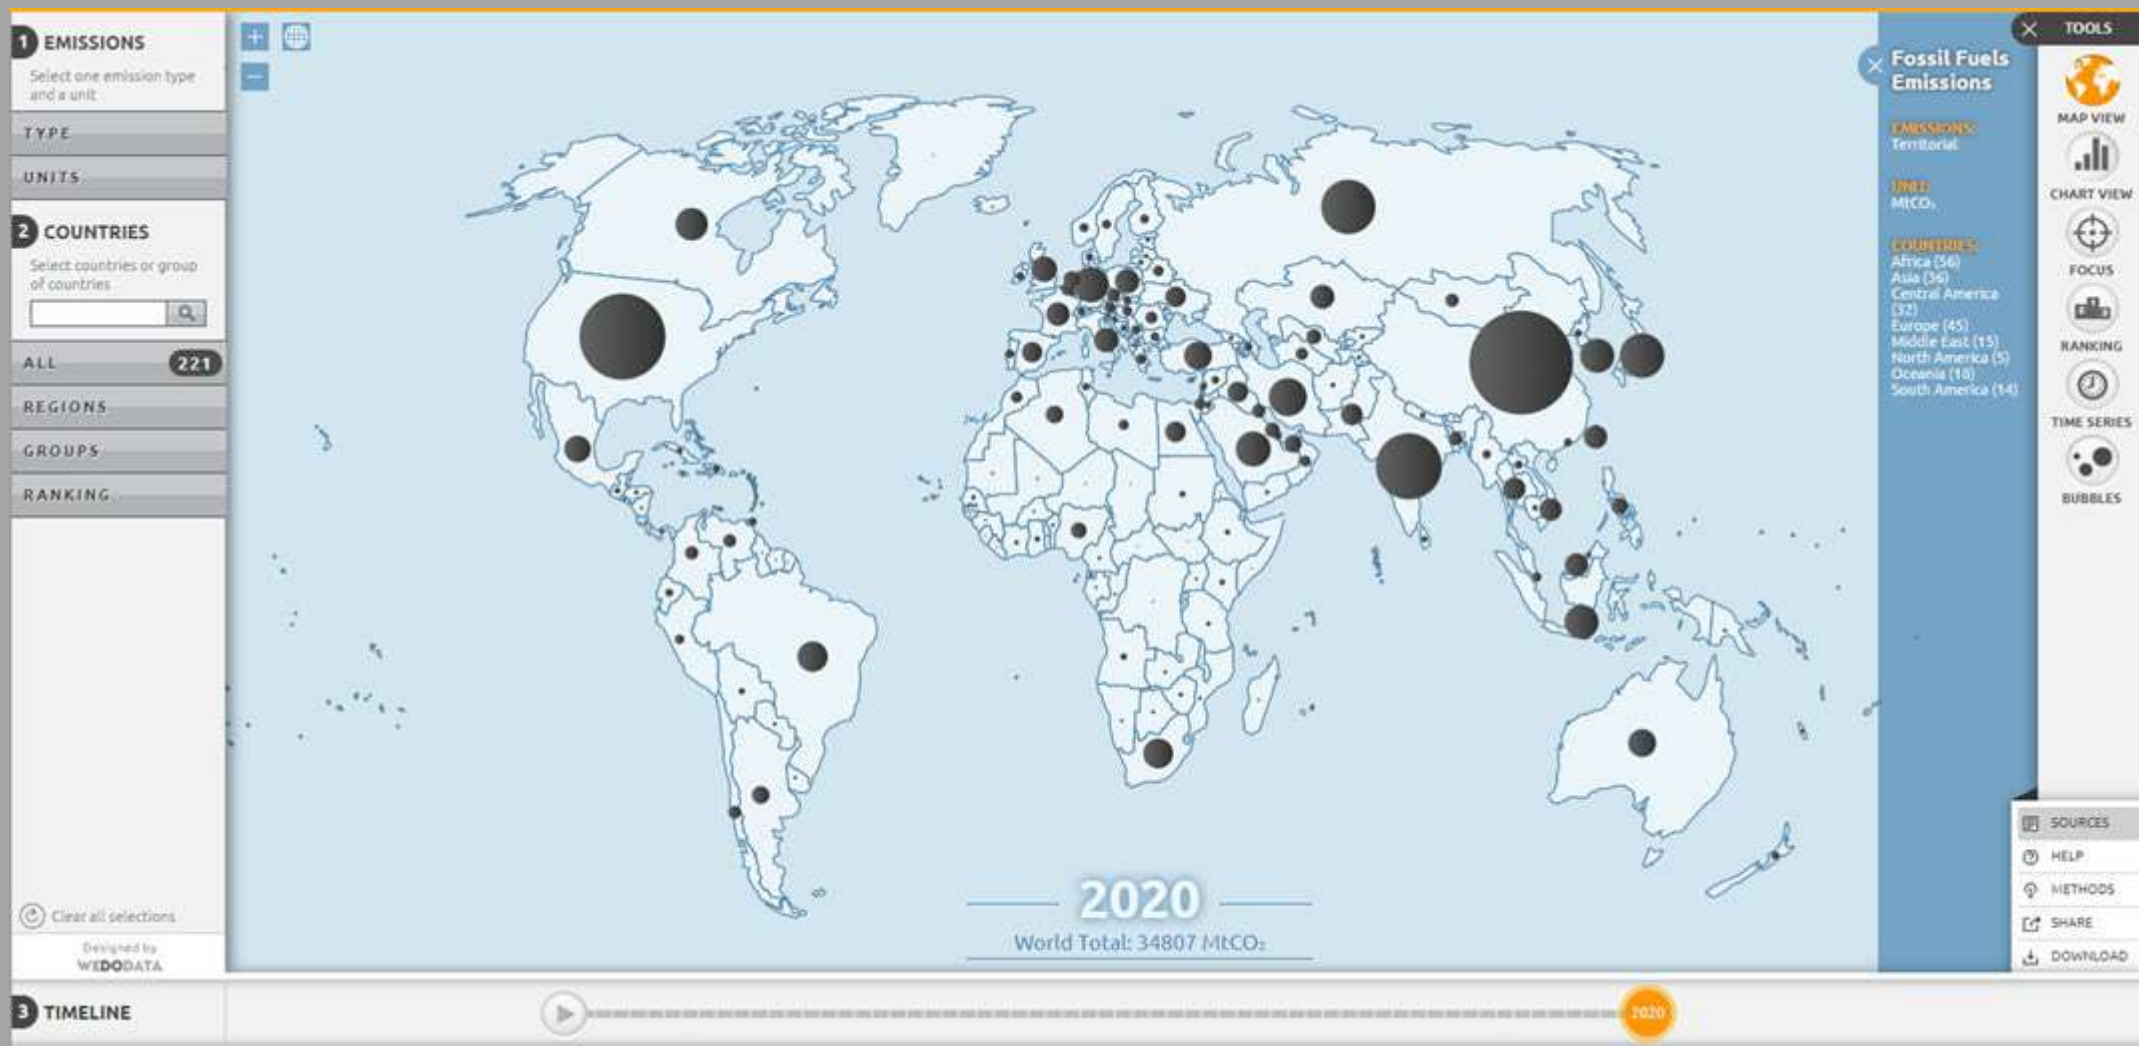 1 EMISSIONS
Select one emission type
and a unit
TYPE
UNITS
2 COUNTRIES
Select countries or group
of countries
ALL 221
REGIONS
GROUPS
RANKING
Clear all selections
Designed by
WEDODATA
3 TIMELINE
+
−
2020
World Total: 34807 MtCO₂
2020
Fossil Fuels
Emissions
EMISSIONS:
Territorial
UNIT:
MtCO₂
COUNTRIES:
Africa (56)
Asia (36)
Central America
(32)
Europe (45)
Middle East (15)
North America (5)
Oceania (18)
South America (14)
TOOLS
MAP VIEW
CHART VIEW
FOCUS
RANKING
TIME SERIES
BUBBLES
SOURCES
HELP
METHODS
SHARE
DOWNLOAD